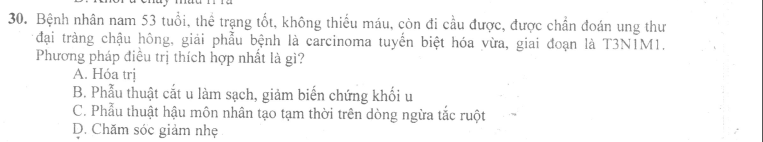 30. Bệnh nhân nam 53 tuổi, thể trạng tốt, không thiếu máu, còn đi cầu được, được chẩn đoán ung thư
đại tràng chậu hông, giải phẫu bệnh là carcinoma tuyến biệt hóa vừa, giai đoạn là T3N1M1.
Phương pháp điều trị thích hợp nhất là gì?
A. Hóa trị
B. Phẫu thuật cắt u làm sạch, giảm biến chứng khối u
C. Phẫu thuật hậu môn nhân tạo tạm thời trên dòng ngừa tắc ruột
D. Chăm sóc giảm nhẹ